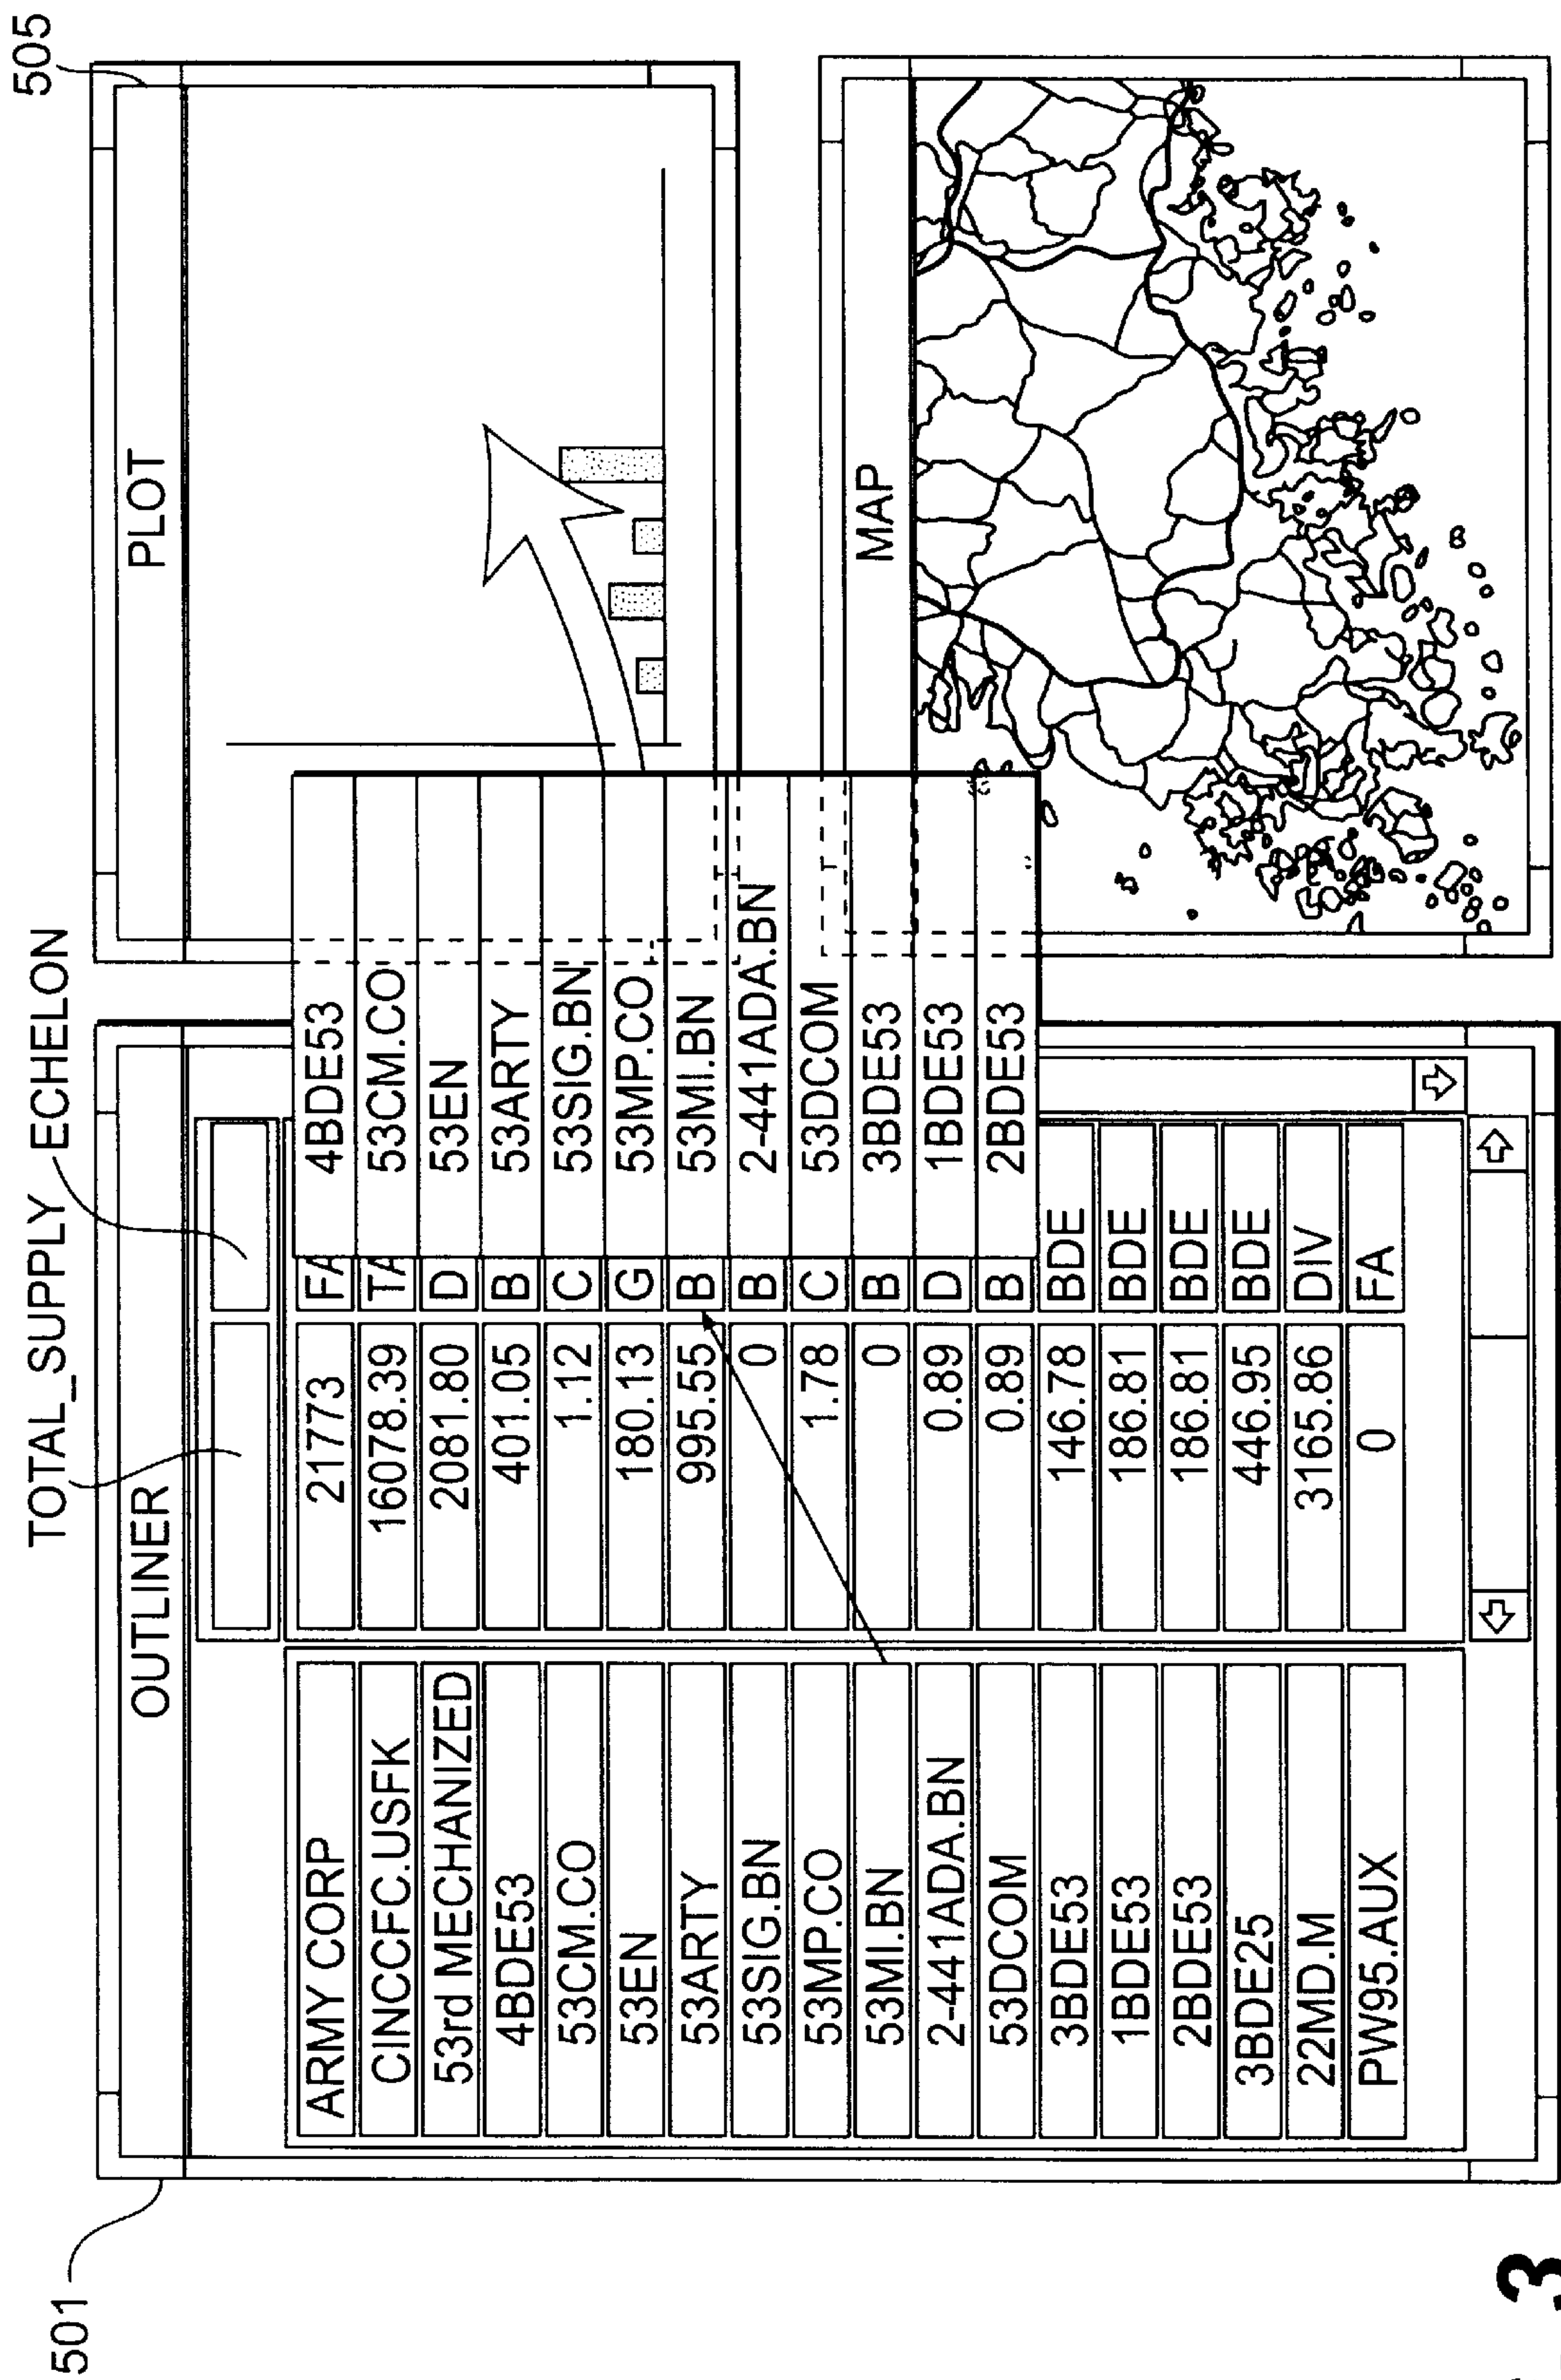 505
TOTAL_SUPPLY ECHELON
501
OUTLINER
ARMY CORP 21773 FA
CINCCFC.USFK 16078.39 TA
53rd MECHANIZED 2081.80 D
4BDE53 401.05 B
53CM.CO 1.12 C
53EN 180.13 G
53ARTY 995.55 B
53SIG.BN 0 B
53MP.CO 1.78 C
53MI.BN 0 B
2-441ADA.BN 0.89 D
53DCOM 0.89 B
3BDE53 146.78 BDE
1BDE53 186.81 BDE
2BDE53 186.81 BDE
3BDE25 446.95 BDE
22MD.M 3165.86 DIV
PW95.AUX 0 FA
4BDE53
53CM.CO
53EN
53ARTY
53SIG.BN
53MP.CO
53MI.BN
2-441ADA.BN
53DCOM
3BDE53
1BDE53
2BDE53
PLOT
MAP
3